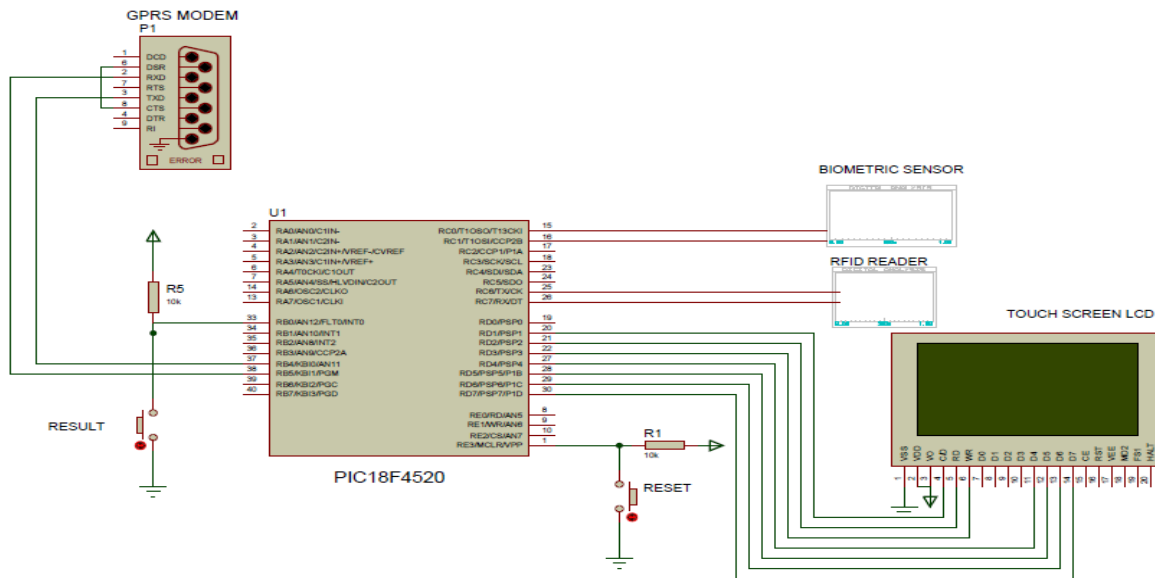 GPRS MODEM
P1
1 DCD
6 DSR
2 RXD
7 RTS
3 TXD
8 CTS
4 DTR
9 RI
ERROR
BIOMETRIC SENSOR
RFID READER
TOUCH SCREEN LCD
U1
2 RA0/AN0/C1IN-
3 RA1/AN1/C2IN-
4 RA2/AN2/C2IN+/VREF-/CVREF
5 RA3/AN3/C1IN+/VREF+
6 RA4/T0CKI/C1OUT
7 RA5/AN4/SS/HLVDIN/C2OUT
14 RA6/OSC2/CLKO
13 RA7/OSC1/CLKI
33 RB0/AN12/FLT0/INT0
34 RB1/AN10/INT1
35 RB2/AN8/INT2
36 RB3/AN9/CCP2A
37 RB4/KBI0/AN11
38 RB5/KBI1/PGM
39 RB6/KBI2/PGC
40 RB7/KBI3/PGD
RC0/T1OSO/T13CKI 15
RC1/T1OSI/CCP2B 16
RC2/CCP1/P1A 17
RC3/SCK/SCL 18
RC4/SDI/SDA 23
RC5/SDO 24
RC6/TX/CK 25
RC7/RX/DT 26
RD0/PSP0 19
RD1/PSP1 20
RD2/PSP2 21
RD3/PSP3 22
RD4/PSP4 27
RD5/PSP5/P1B 28
RD6/PSP6/P1C 29
RD7/PSP7/P1D 30
RE0/RD/AN5 8
RE1/WR/AN6 9
RE2/CS/AN7 10
RE3/MCLR/VPP 1
PIC18F4520
R5
10k
RESULT
R1
10k
RESET
VSS VDD VO C/D RD WR D0 D1 D2 D3 D4 D5 D6 D7 CE RST VEE MD2 FS1 HALT
1 2 3 4 5 6 7 8 9 10 11 12 13 14 15 16 17 18 19 20